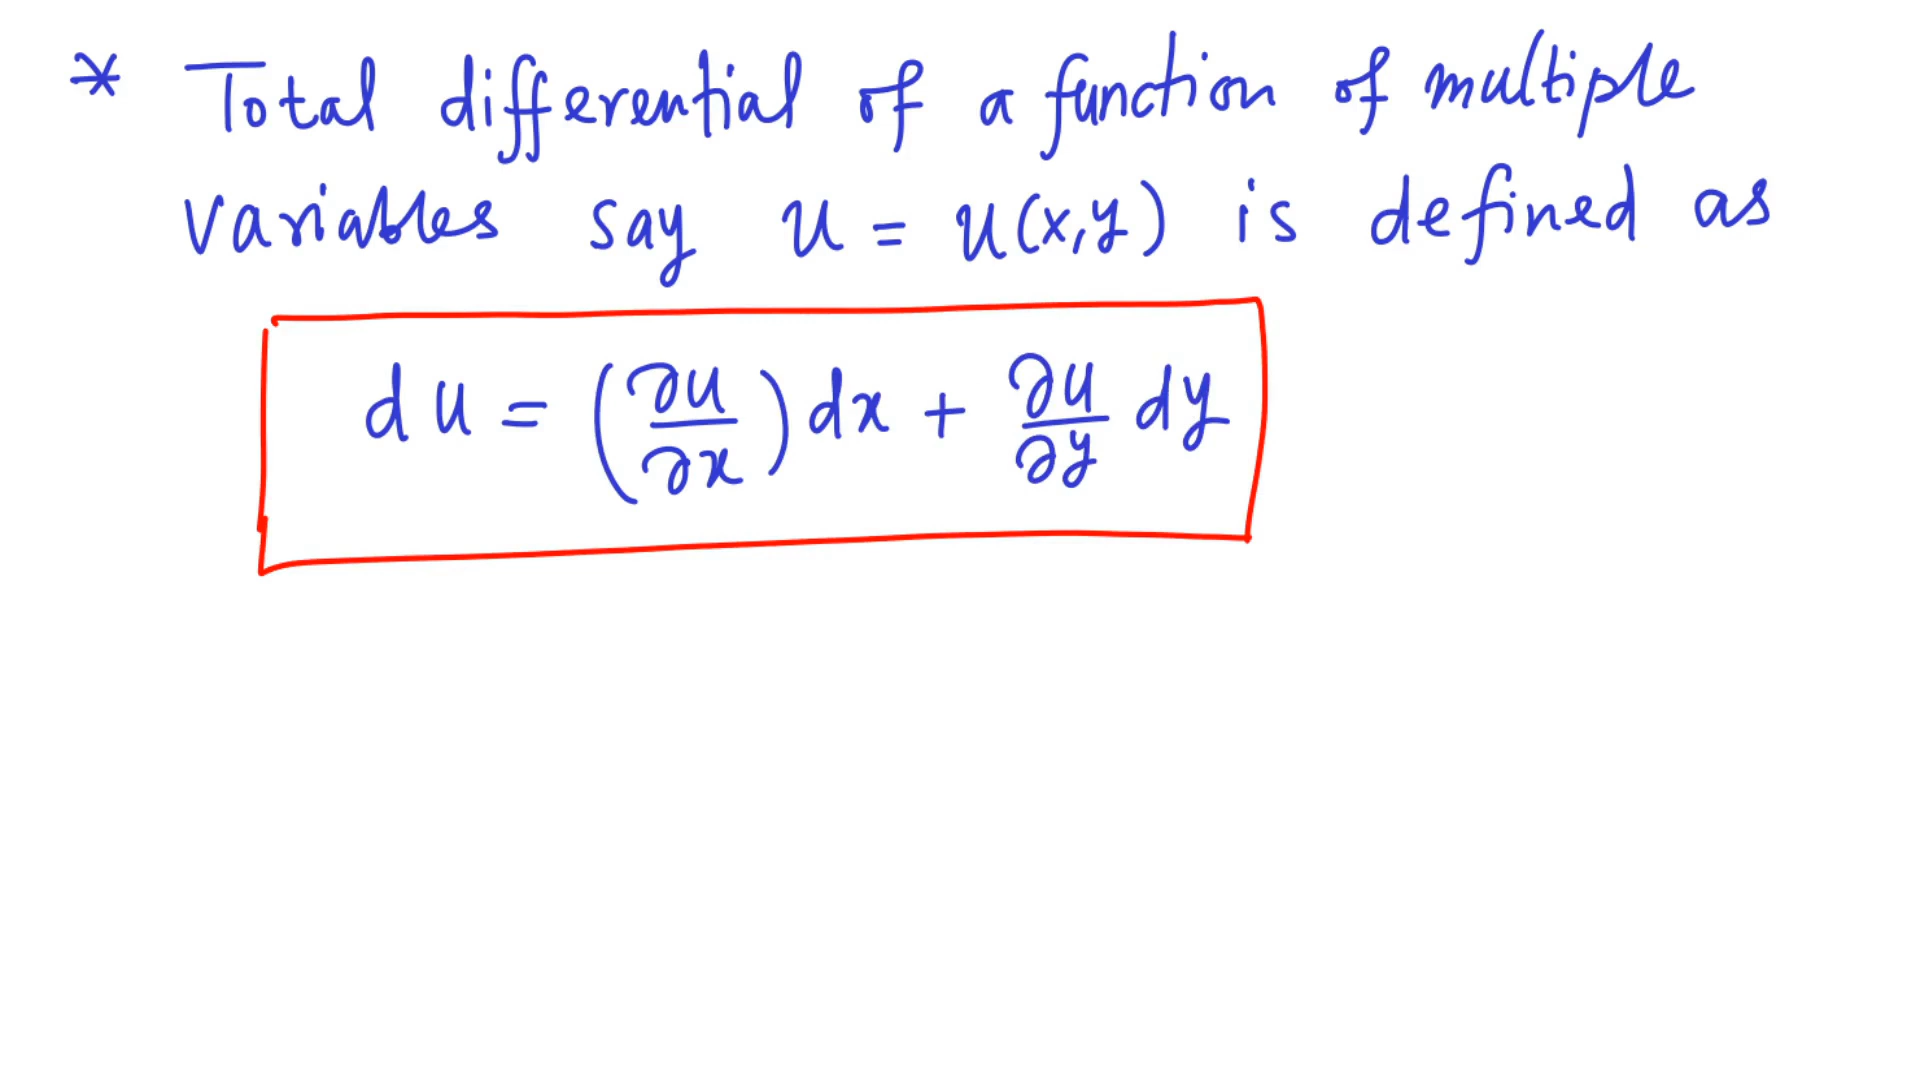 * Total differential of a function of multiple
variables say u = u(x,y) is defined as
du = (∂u/∂x) dx + ∂u/∂y dy